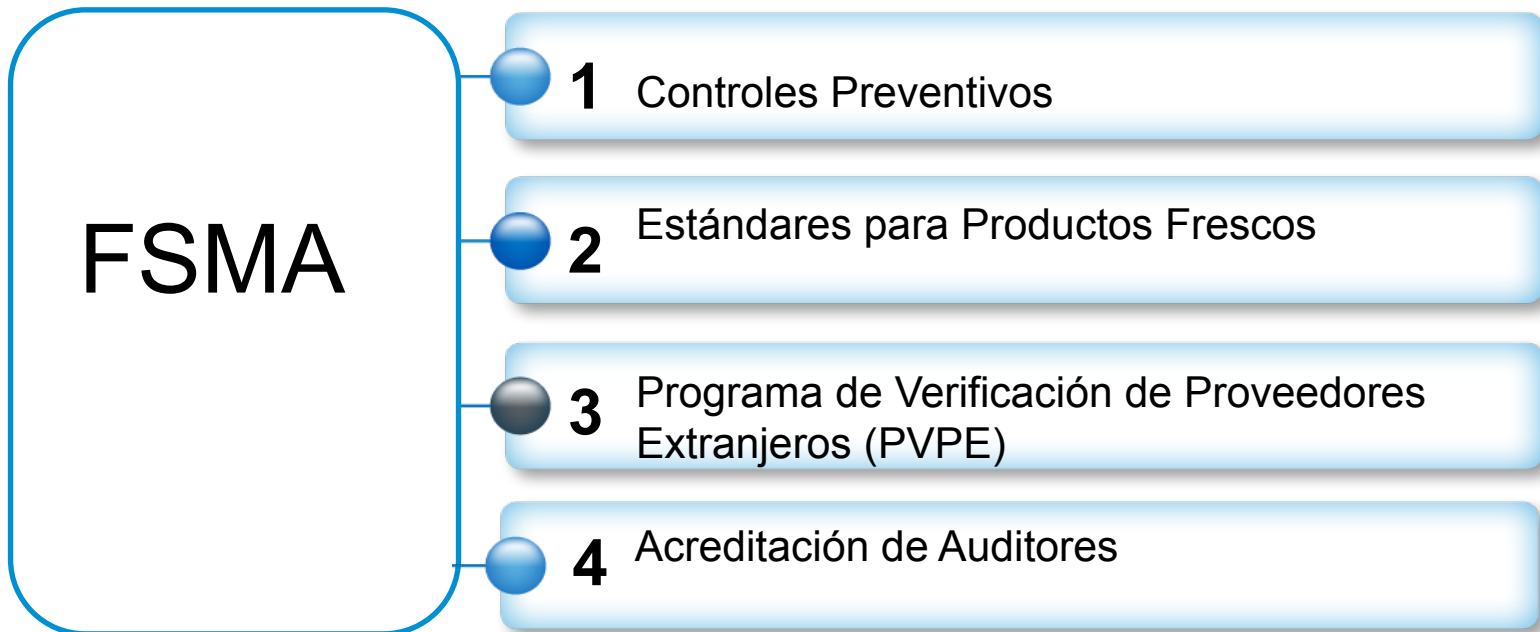 FSMA
1 Controles Preventivos
2 Estándares para Productos Frescos
3 Programa de Verificación de Proveedores
Extranjeros (PVPE)
4 Acreditación de Auditores